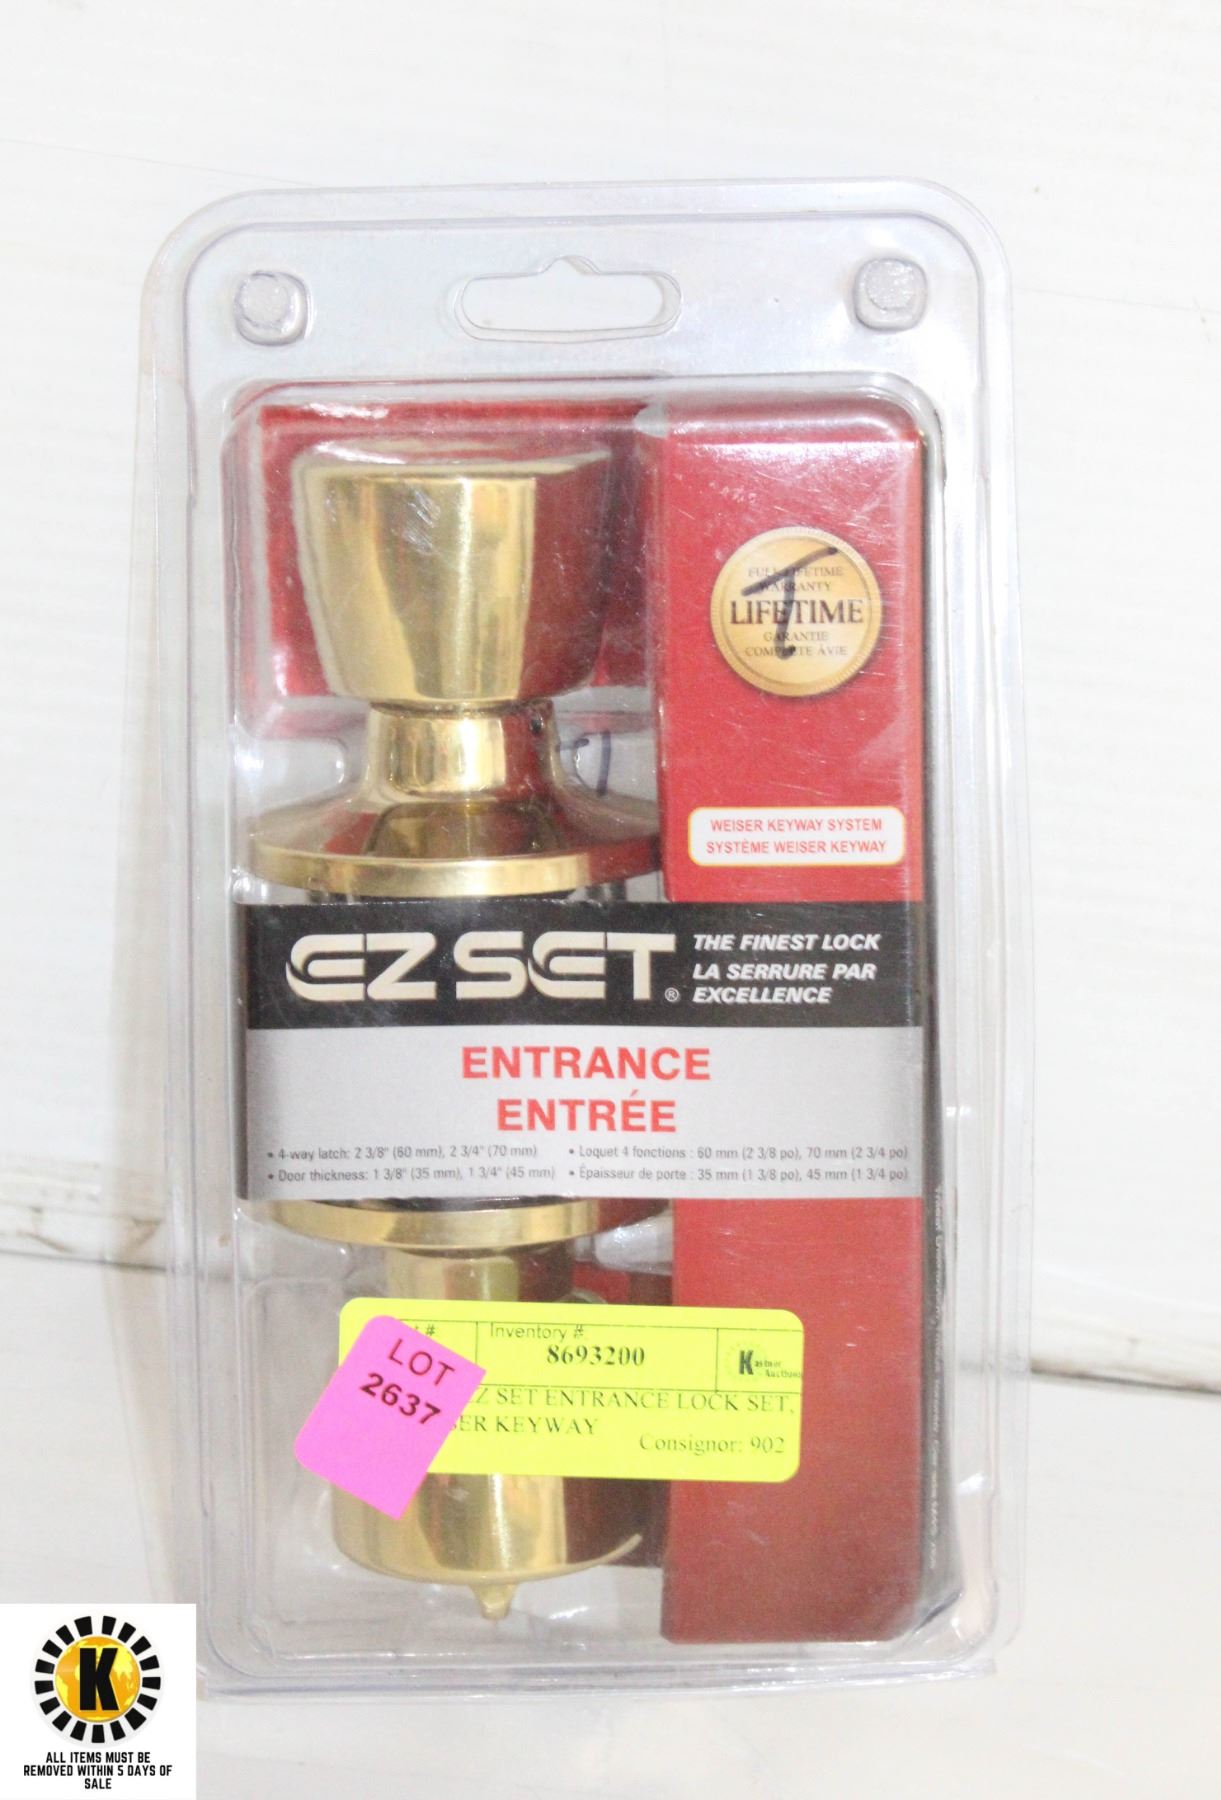 FULL LIFETIME
WARRANTY
LIFETIME
GARANTIE
COMPLETE ÀVIE
WEISER KEYWAY SYSTEM
SYSTÈME WEISER KEYWAY
EZ SET ®
THE FINEST LOCK
LA SERRURE PAR
EXCELLENCE
ENTRANCE
ENTRÉE
• 4-way latch: 2 3/8" (60 mm), 2 3/4" (70 mm)
• Door thickness: 1 3/8" (35 mm), 1 3/4" (45 mm)
• Loquet 4 fonctions : 60 mm (2 3/8 po), 70 mm (2 3/4 po)
• Épaisseur de porte : 35 mm (1 3/8 po), 45 mm (1 3/4 po)
Inventory #
8693200
Kastner
Auctions
SET ENTRANCE LOCK SET,
KEYWAY
Consignor: 902
LOT
2637
K
ALL ITEMS MUST BE
REMOVED WITHIN 5 DAYS OF
SALE